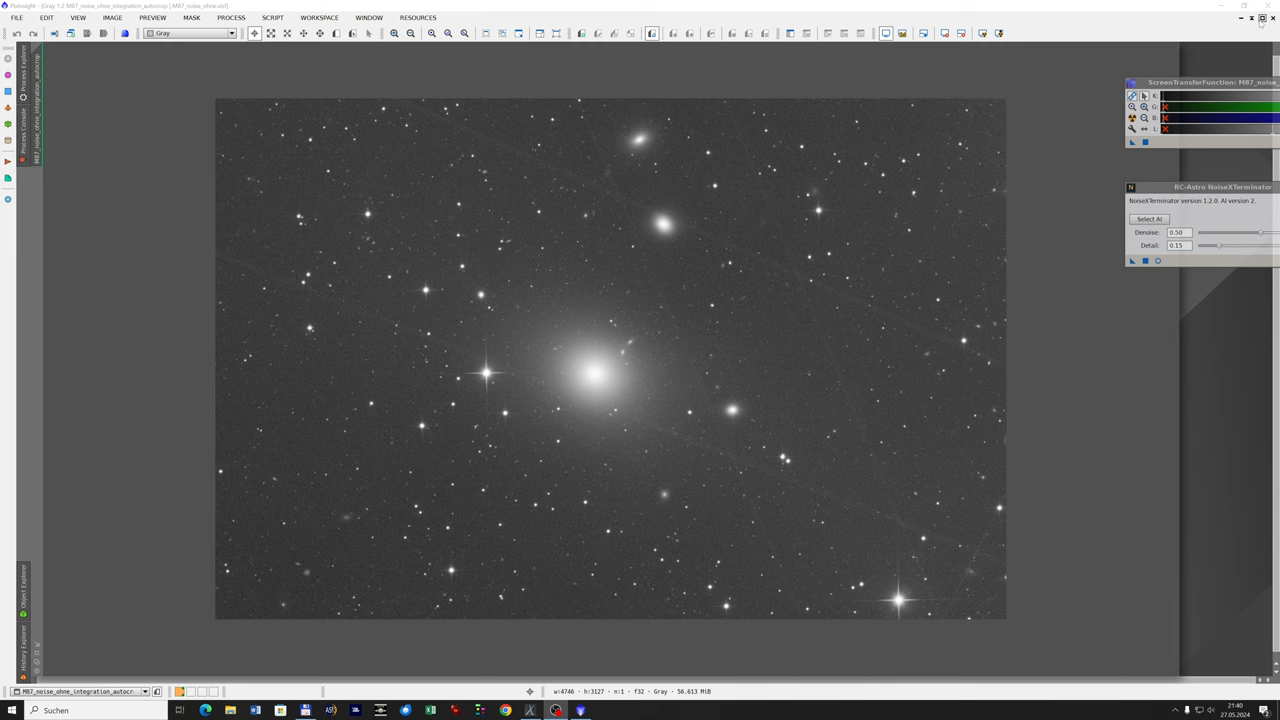 PixInsight - [Gray 1:2 M87_noise_ohne_integration_autocrop | M87_noise_ohne.xisf]
FILE EDIT VIEW IMAGE PREVIEW MASK PROCESS SCRIPT WORKSPACE WINDOW RESOURCES
Gray
Process Explorer
Process Console
M87_noise_ohne_integration_autocrop
ScreenTransferFunction: M87_noise_
K:
G:
B:
L:
N RC-Astro NoiseXTerminator
NoiseXTerminator version 1.2.0. AI version 2.
Select AI
Denoise: 0.50
Detail: 0.15
Object Explorer
History Explorer
M87_noise_ohne_integration_autocr
w:4746 · h:3127 · n:1 · f32 · Gray · 56.613 MiB
Suchen
21:40
27.05.2024